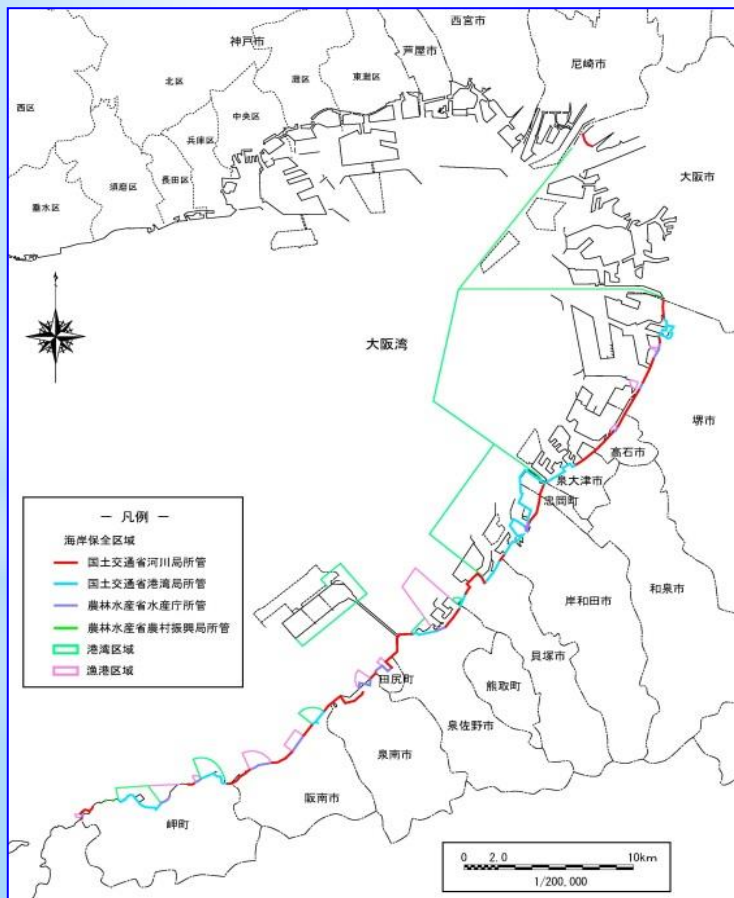 西宮市
神戸市
芦屋市
尼崎市
東灘区
灘区
北区
西区
中央区
兵庫区
長田区
須磨区
垂水区
大阪市
大阪湾
堺市
高石市
泉大津市
忠岡町
和泉市
岸和田市
貝塚市
熊取町
泉佐野市
田尻町
泉南市
阪南市
岬町
― 凡例 ―
海岸保全区域
国土交通省河川局所管
国土交通省港湾局所管
農林水産省水産庁所管
農林水産省農村振興局所管
港湾区域
漁港区域
0 2.0 10km
1/200,000